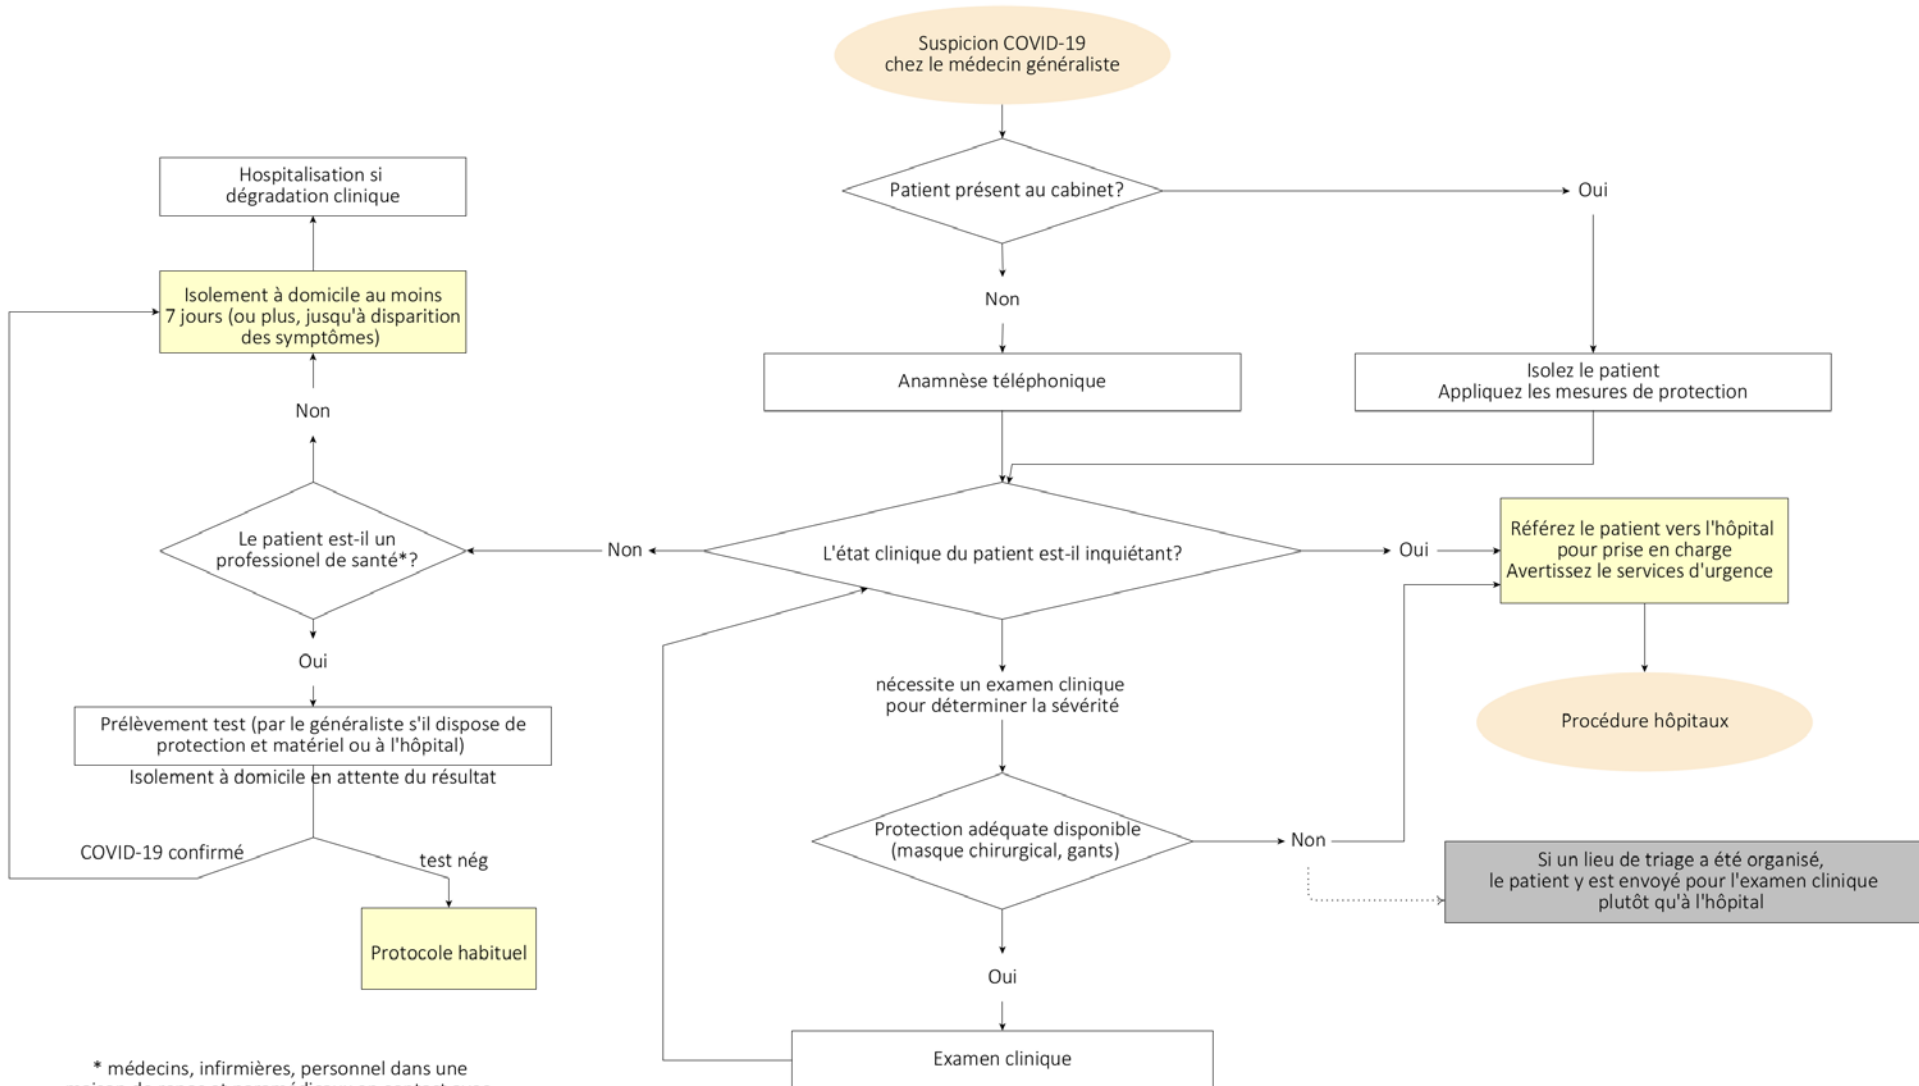 Suspicion COVID-19
chez le médecin généraliste
Patient présent au cabinet?
Oui
Non
Hospitalisation si
dégradation clinique
Isolement à domicile au moins
7 jours (ou plus, jusqu'à disparition
des symptômes)
Non
Anamnèse téléphonique
Isolez le patient
Appliquez les mesures de protection
Le patient est-il un
professionel de santé*?
Non
L'état clinique du patient est-il inquiétant?
Oui
Référez le patient vers l'hôpital
pour prise en charge
Avertissez le services d'urgence
Oui
nécessite un examen clinique
pour déterminer la sévérité
Procédure hôpitaux
Prélèvement test (par le généraliste s'il dispose de
protection et matériel ou à l'hôpital)
Isolement à domicile en attente du résultat
COVID-19 confirmé
test nég
Protection adéquate disponible
(masque chirurgical, gants)
Non
Si un lieu de triage a été organisé,
le patient y est envoyé pour l'examen clinique
plutôt qu'à l'hôpital
Protocole habituel
Oui
Examen clinique
* médecins, infirmières, personnel dans une